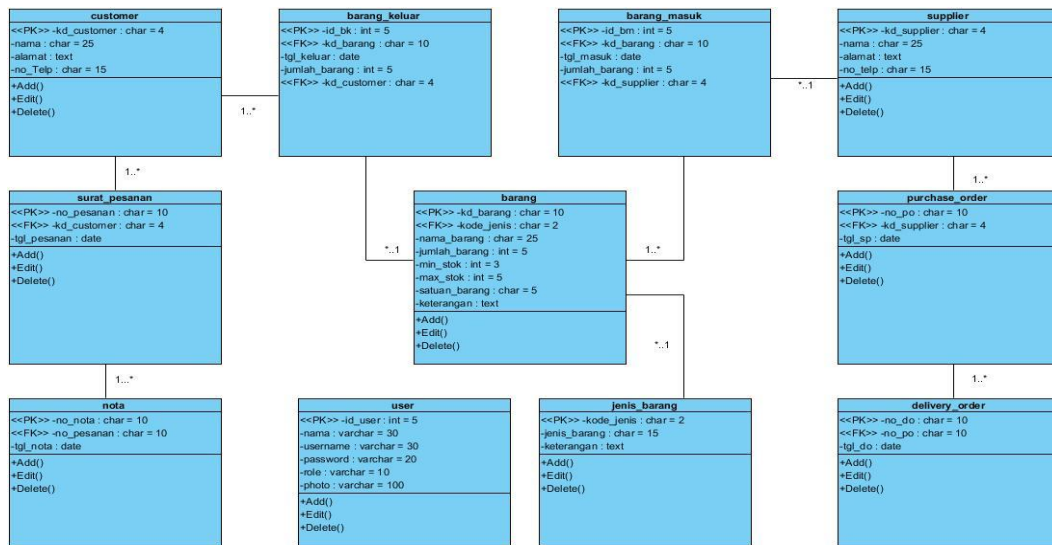 customer
<<PK>> -kd_customer : char = 4
-nama : char = 25
-alamat : text
-no_Telp : char = 15
+Add()
+Edit()
+Delete()
1..*
barang_keluar
<<PK>> -id_bk : int = 5
<<FK>> -kd_barang : char = 10
-tgl_keluar : date
-jumlah_barang : int = 5
<<FK>> -kd_customer : char = 4
barang_masuk
<<PK>> -id_bm : int = 5
<<FK>> -kd_barang : char = 10
-tgl_masuk : date
-jumlah_barang : int = 5
<<FK>> -kd_supplier : char = 4
*..1
supplier
<<PK>> -kd_supplier : char = 4
-nama : char = 25
-alamat : text
-no_telp : char = 15
+Add()
+Edit()
+Delete()
1..*
surat_pesanan
<<PK>> -no_pesanan : char = 10
<<FK>> -kd_customer : char = 4
-tgl_pesanan : date
+Add()
+Edit()
+Delete()
*..1
barang
<<PK>> -kd_barang : char = 10
<<FK>> -kode_jenis : char = 2
-nama_barang : char = 25
-jumlah_barang : int = 5
-min_stok : int = 3
-max_stok : int = 5
-satuan_barang : char = 5
-keterangan : text
+Add()
+Edit()
+Delete()
1..*
*..1
1..*
purchase_order
<<PK>> -no_po : char = 10
<<FK>> -kd_supplier : char = 4
-tgl_sp : date
+Add()
+Edit()
+Delete()
1...*
nota
<<PK>> -no_nota : char = 10
<<FK>> -no_pesanan : char = 10
-tgl_nota : date
+Add()
+Edit()
+Delete()
user
<<PK>> -id_user : int = 5
-nama : varchar = 30
-username : varchar = 30
-password : varchar = 20
-role : varchar = 10
-photo : varchar = 100
+Add()
+Edit()
+Delete()
jenis_barang
<<PK>> -kode_jenis : char = 2
-jenis_barang : char = 15
-keterangan : text
+Add()
+Edit()
+Delete()
1..*
delivery_order
<<PK>> -no_do : char = 10
<<FK>> -no_po : char = 10
-tgl_do : date
+Add()
+Edit()
+Delete()